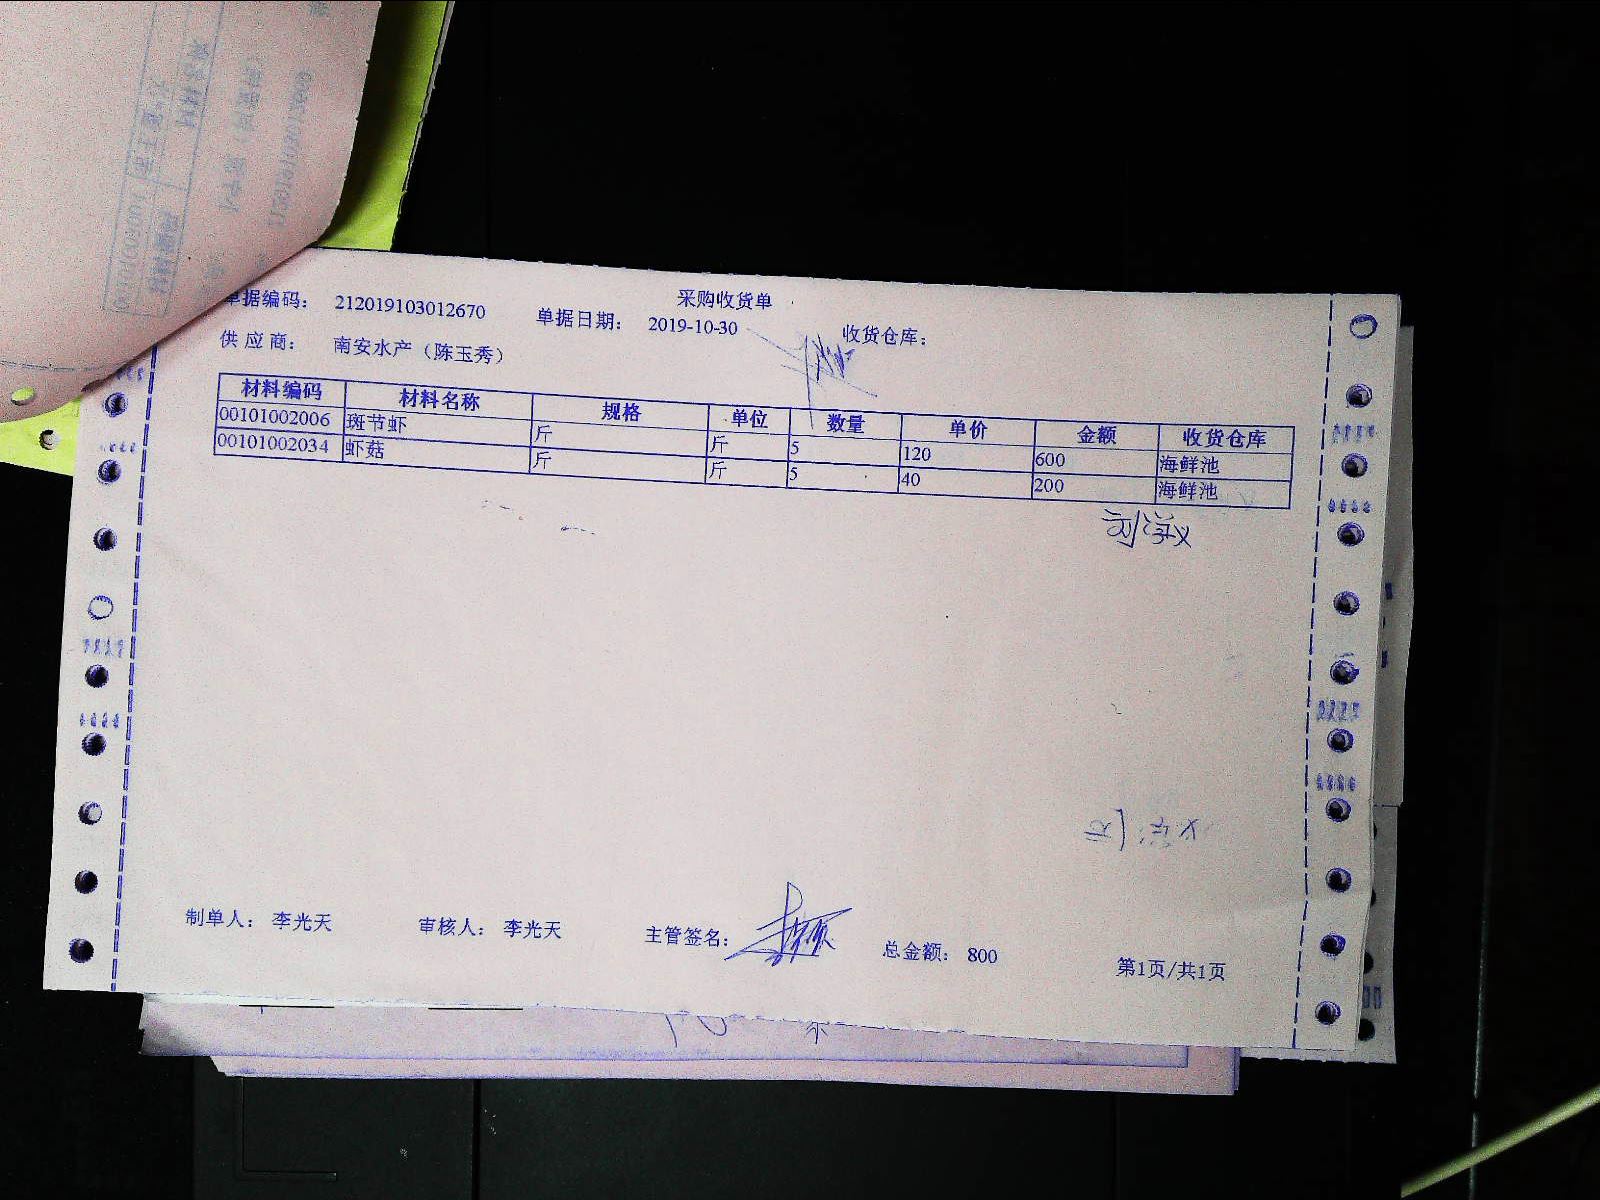 采购收货单
单据编码： 212019103012670 单据日期： 2019-10-30 收货仓库：
供应商： 南安水产（陈玉秀）
材料编码 材料名称 规格 单位 数量 单价 金额 收货仓库
00101002006 斑节虾 斤 斤 5 120 600 海鲜池
00101002034 虾菇 斤 斤 5 40 200 海鲜池
制单人： 李光天 审核人： 李光天 主管签名： 总金额： 800
第1页/共1页